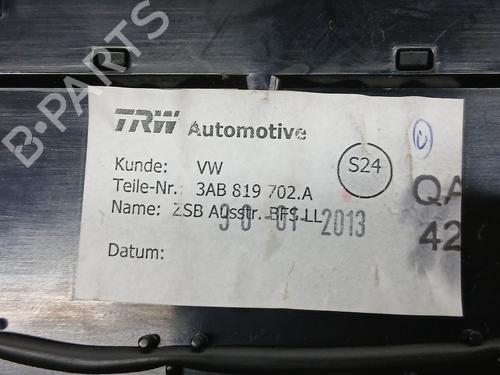 B-PARTS
TRW Automotive
S24
Kunde: VW
Teile-Nr.: 3AB 819 702.A
QA
Name: ZSB Ausstr. BFS LL
30 01 2013
42
Datum: